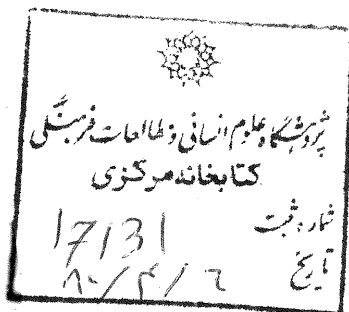 پژوهشگاه علوم انسانی و مطالعات فرهنگی
کتابخانه مرکزی
شماره ثبت 17131
تاریخ ۸۰/۴/۶